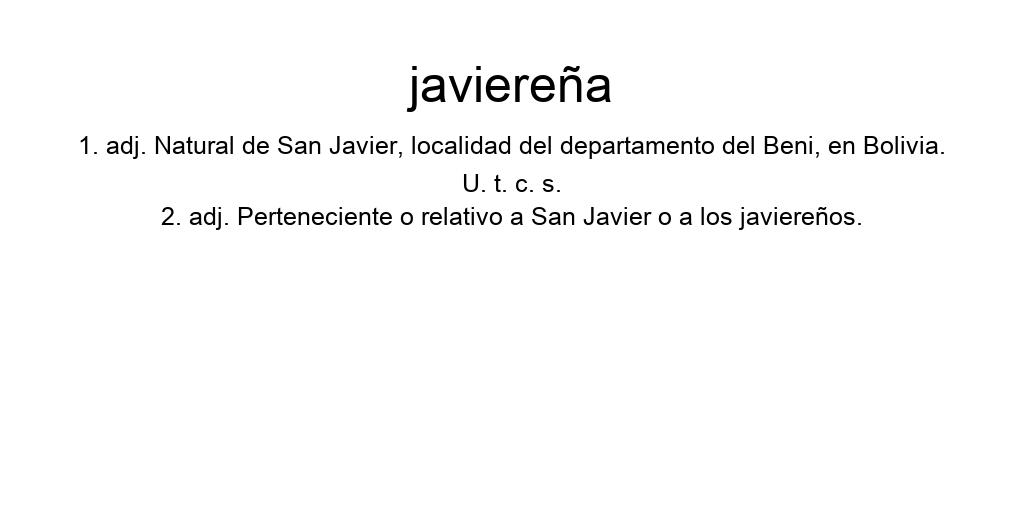 javiereña
1. adj. Natural de San Javier, localidad del departamento del Beni, en Bolivia.
U. t. c. s.
2. adj. Perteneciente o relativo a San Javier o a los javiereños.